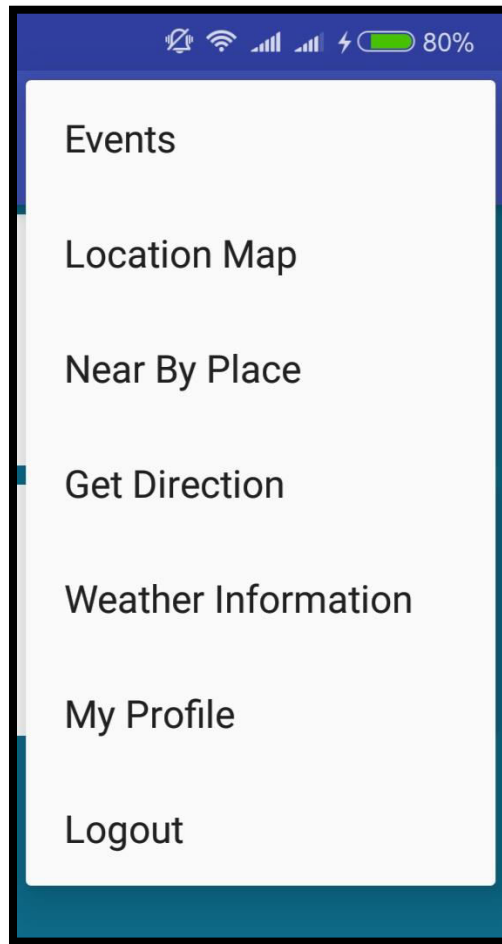 80%
Events
Location Map
Near By Place
Get Direction
Weather Information
My Profile
Logout